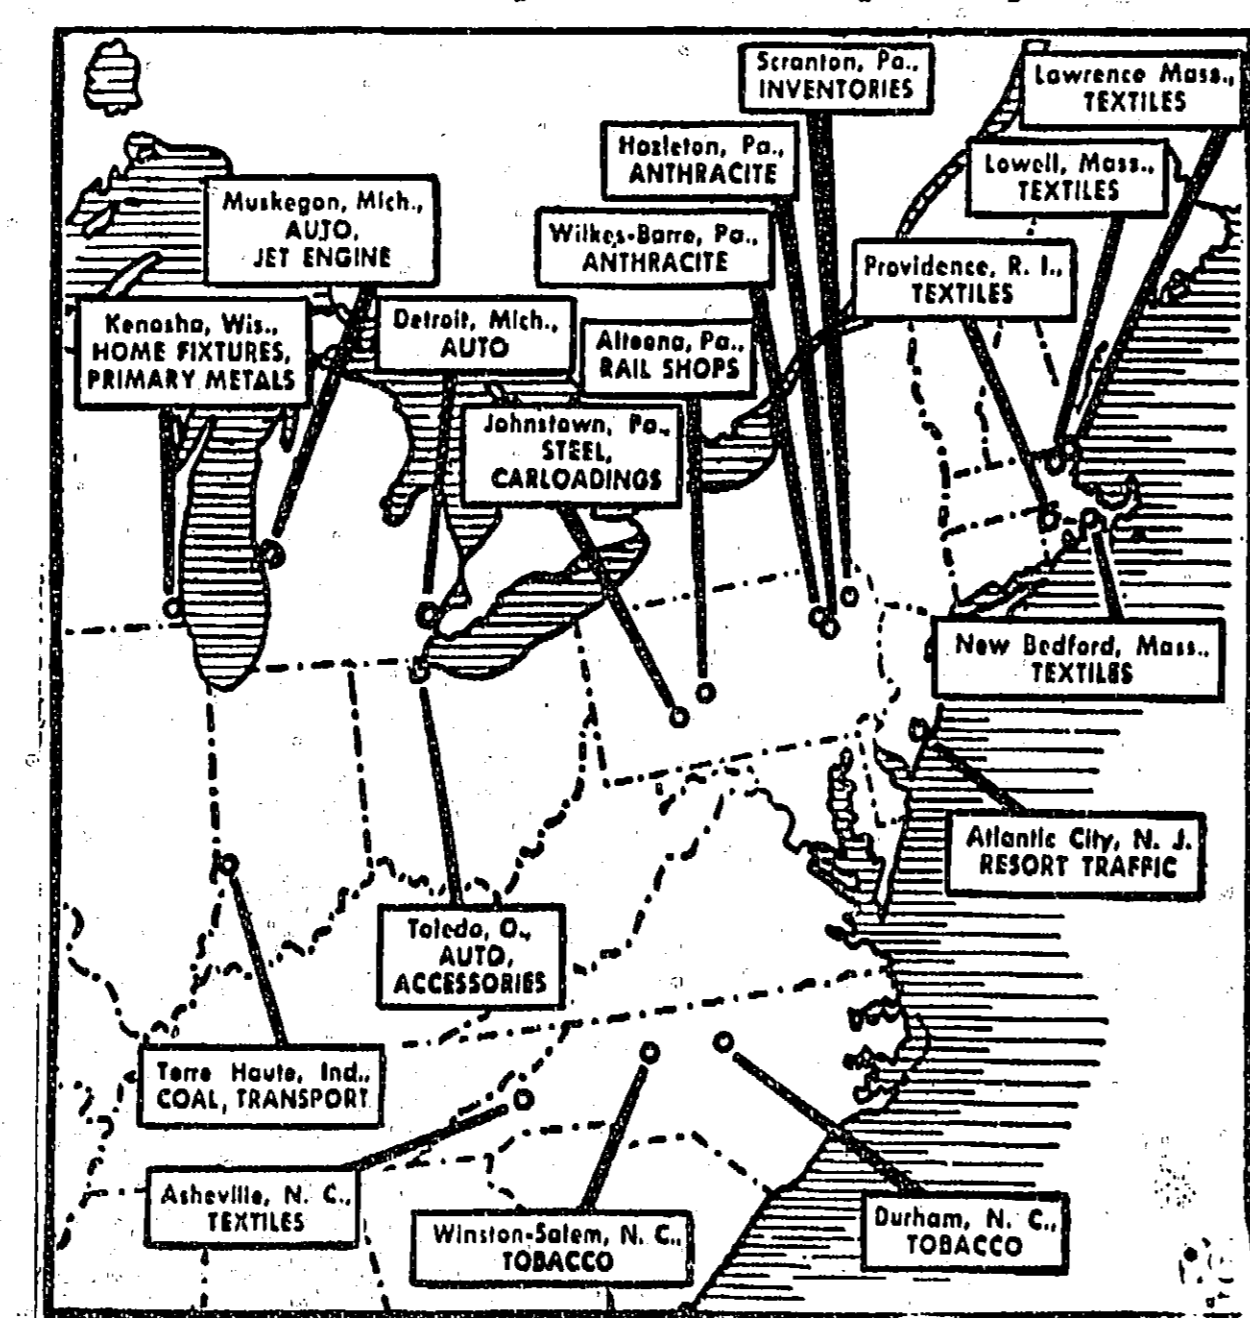 Scranton, Pa.,
INVENTORIES
Lawrence Mass.,
TEXTILES
Hazleton, Pa.,
ANTHRACITE
Lowell, Mass.,
TEXTILES
Muskegon, Mich.,
AUTO,
JET ENGINE
Wilkes-Barre, Pa.,
ANTHRACITE
Providence, R. I.,
TEXTILES
Kenosha, Wis.,
HOME FIXTURES,
PRIMARY METALS
Detroit, Mich.,
AUTO
Altoona, Pa.,
RAIL SHOPS
Johnstown, Pa.,
STEEL,
CARLOADINGS
New Bedford, Mass.,
TEXTILES
Atlantic City, N. J.
RESORT TRAFFIC
Toledo, O.,
AUTO,
ACCESSORIES
Terre Haute, Ind.,
COAL, TRANSPORT
Asheville, N. C.,
TEXTILES
Winston-Salem, N. C.,
TOBACCO
Durham, N. C.,
TOBACCO